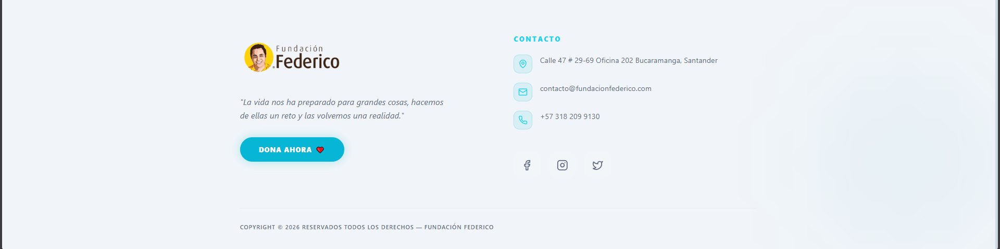 Fundación
Federico
"La vida nos ha preparado para grandes cosas, hacemos
de ellas un reto y las volvemos una realidad."
DONA AHORA
CONTACTO
Calle 47 # 29-69 Oficina 202 Bucaramanga, Santander
contacto@fundacionfederico.com
+57 318 209 9130
COPYRIGHT © 2026 RESERVADOS TODOS LOS DERECHOS — FUNDACIÓN FEDERICO